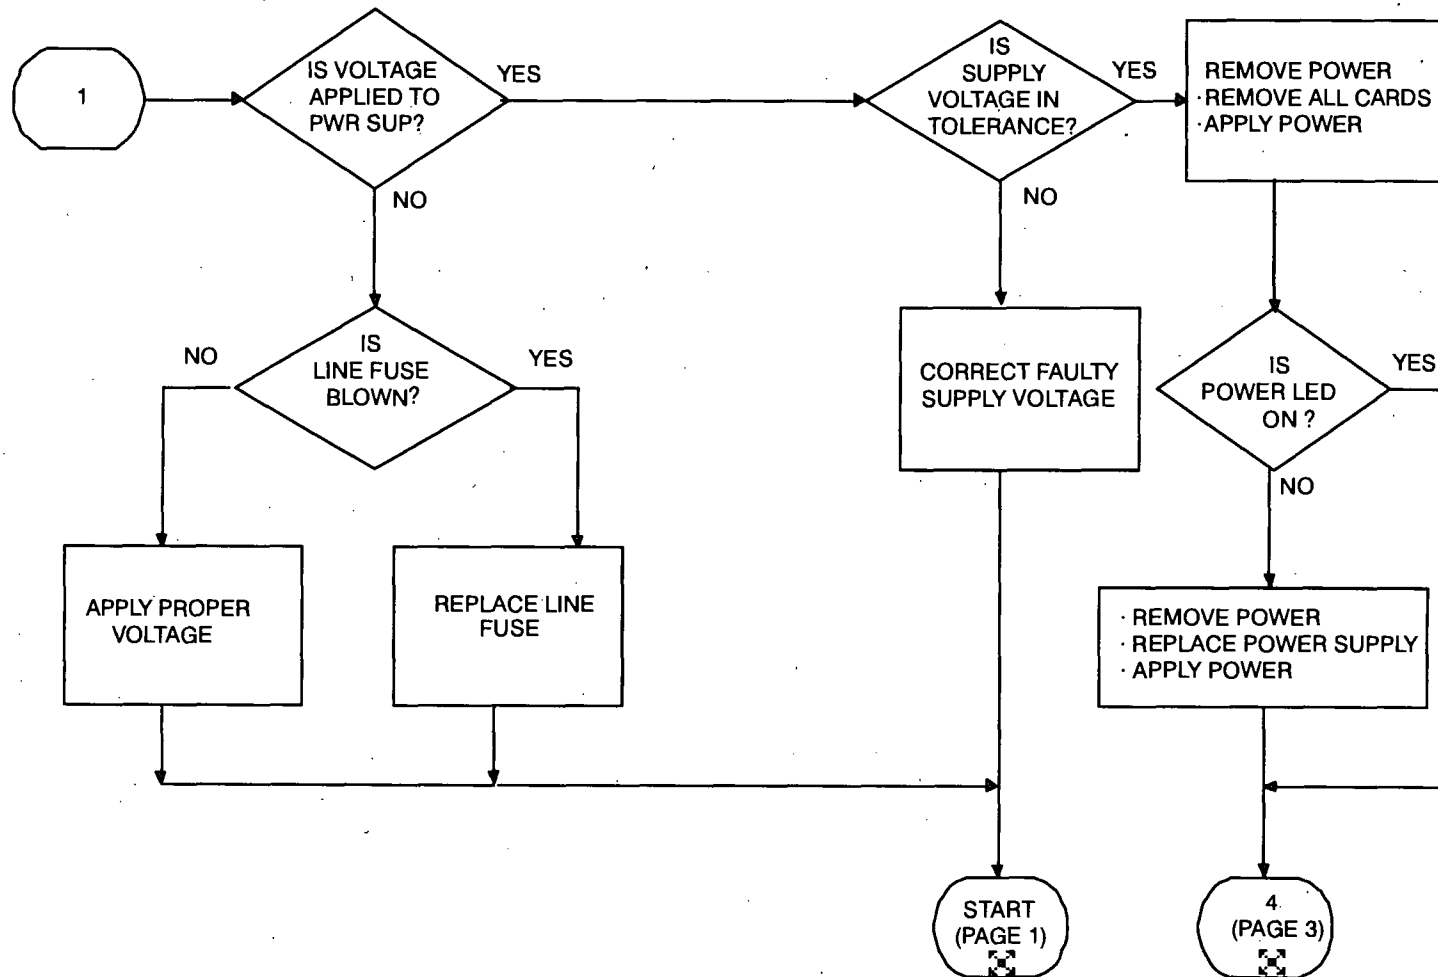 1
IS VOLTAGE
APPLIED TO
PWR SUP?
YES
NO
IS
SUPPLY
VOLTAGE IN
TOLERANCE?
YES
NO
REMOVE POWER
· REMOVE ALL CARDS
· APPLY POWER
IS
LINE FUSE
BLOWN?
NO
YES
CORRECT FAULTY
SUPPLY VOLTAGE
IS
POWER LED
ON ?
YES
NO
APPLY PROPER
VOLTAGE
REPLACE LINE
FUSE
· REMOVE POWER
· REPLACE POWER SUPPLY
· APPLY POWER
START
(PAGE 1)
4
(PAGE 3)